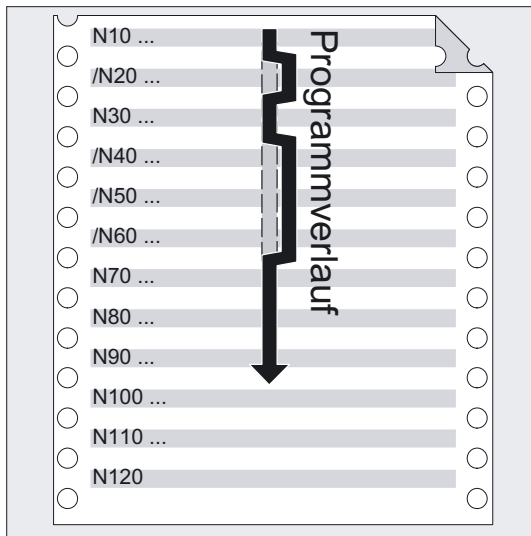 N10 ...
/N20 ...
N30 ...
/N40 ...
/N50 ...
/N60 ...
N70 ...
N80 ...
N90 ...
N100 ...
N110 ...
N120
Programmverlauf